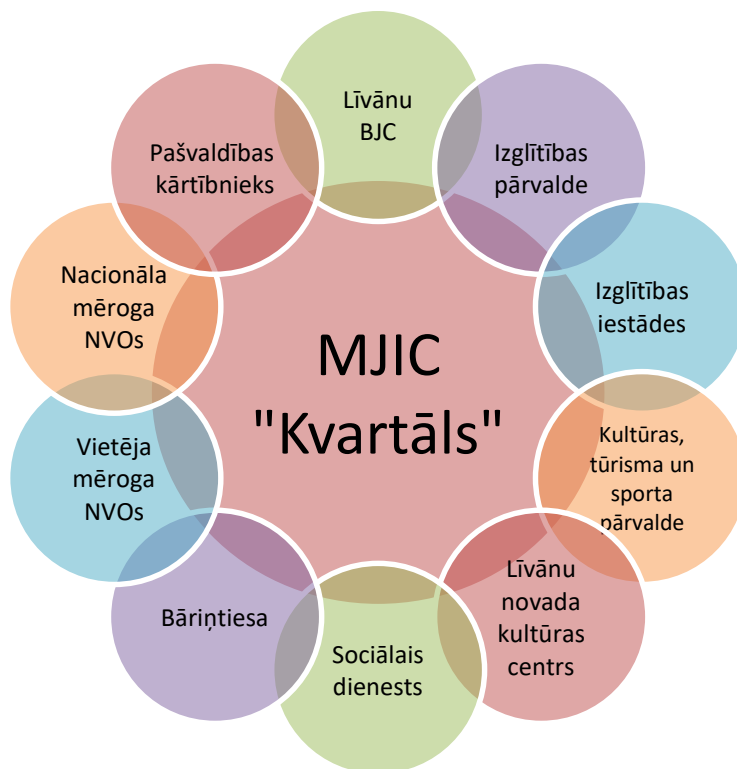 Līvānu
BJC
Izglītības
pārvalde
Izglītības
iestādes
Kultūras,
tūrisma un
sporta
pārvalde
Līvānu
novada
kultūras
centrs
Sociālais
dienests
Bāriņtiesa
Vietēja
mēroga
NVOs
Nacionāla
mēroga
NVOs
Pašvaldības
kārtībnieks
MJIC
"Kvartāls"